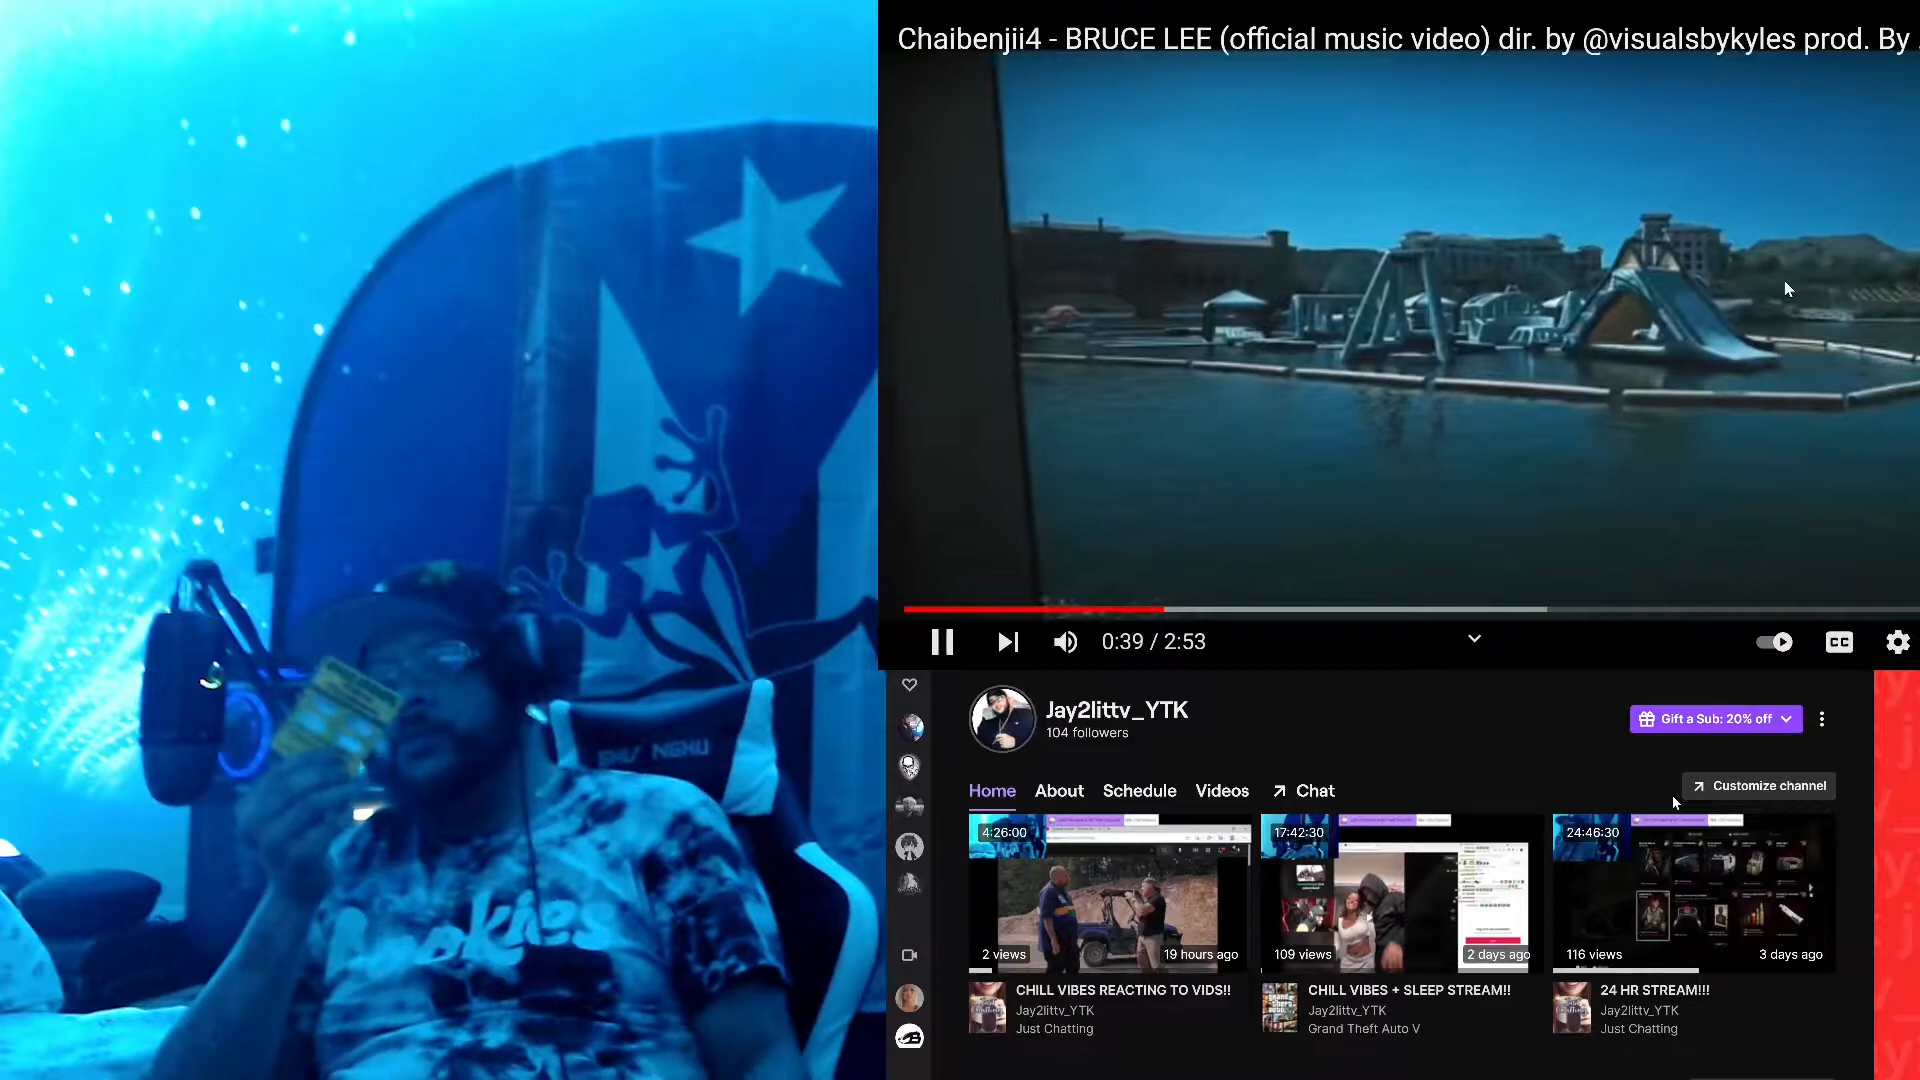 Chaibenjii4 - BRUCE LEE (official music video) dir. by @visualsbykyles prod. By
0:39 / 2:53
CC
Cookies
Jay2littv_YTK
104 followers
Gift a Sub: 20% off
Home About Schedule Videos Chat
Customize channel
4:26:00
2 views
19 hours ago
CHILL VIBES REACTING TO VIDS!!
Jay2littv_YTK
Just Chatting
17:42:30
109 views
2 days ago
CHILL VIBES + SLEEP STREAM!!
Jay2littv_YTK
Grand Theft Auto V
24:46:30
116 views
3 days ago
24 HR STREAM!!!
Jay2littv_YTK
Just Chatting